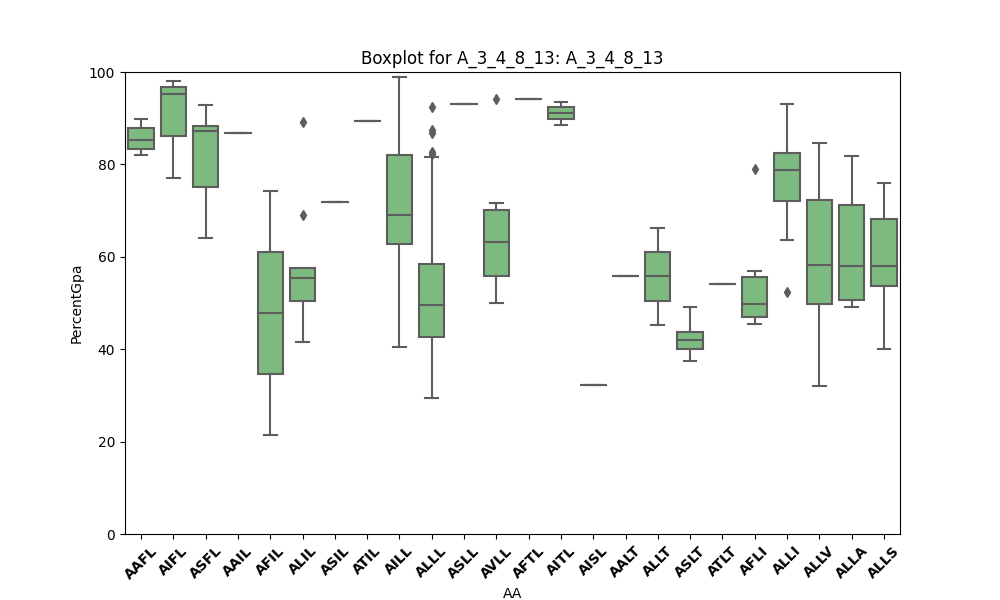 Boxplot for A_3_4_8_13: A_3_4_8_13
PercentGpa
100
80
60
40
20
0
AAFL AIFL ASFL AAIL AFIL ALIL ASIL ATIL AILL ALLL ASLL AVLL AFTL AITL AISL AALT ALLT ASLT ATLT AFLI ALLI ALLV ALLA ALLS
AA